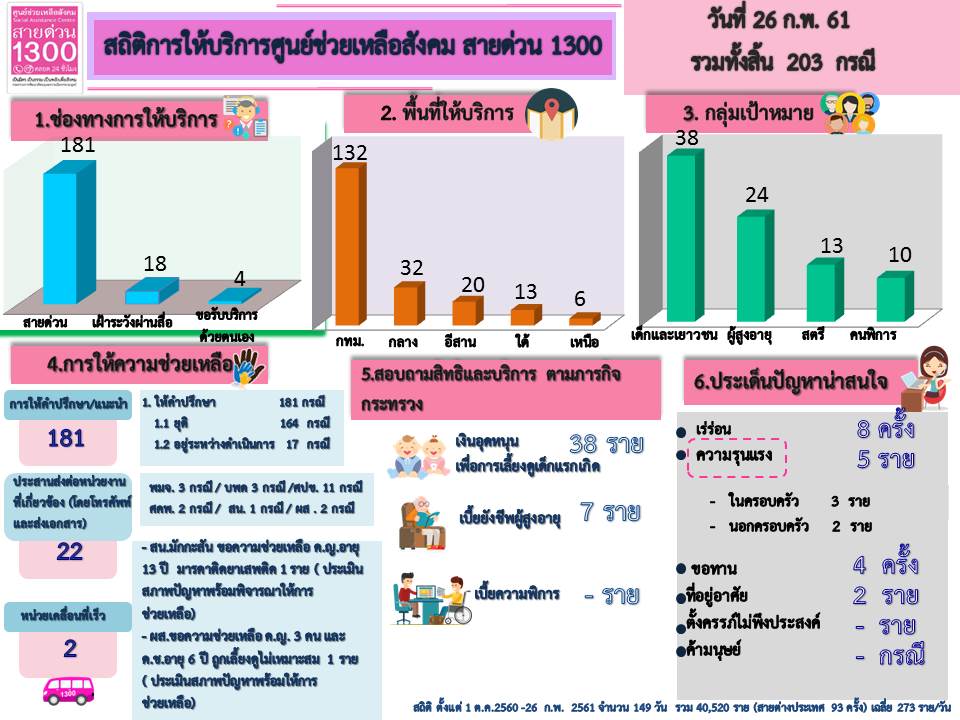 ศูนย์ช่วยเหลือสังคม
Social Assistance Center
สายด่วน
1300
ตลอด 24 ชั่วโมง
สถิติการให้บริการศูนย์ช่วยเหลือสังคม สายด่วน 1300
วันที่ 26 ก.พ. 61
รวมทั้งสิ้น 203 กรณี
1.ช่องทางการให้บริการ
181
18
4
สายด่วน
เฝ้าระวังผ่านสื่อ
ขอรับบริการ
ด้วยตนเอง
2. พื้นที่ให้บริการ
132
32
20
13
6
กทม.
กลาง
อีสาน
ใต้
เหนือ
3. กลุ่มเป้าหมาย
38
24
13
10
เด็กและเยาวชน
ผู้สูงอายุ
สตรี
คนพิการ
4.การให้ความช่วยเหลือ
การให้คำปรึกษา/แนะนำ
181
1. ให้คำปรึกษา 181 กรณี
1.1 ยุติ 164 กรณี
1.2 อยู่ระหว่างดำเนินการ 17 กรณี
ประสานส่งต่อหน่วยงาน
ที่เกี่ยวข้อง (โดยโทรศัพท์
และส่งเอกสาร)
22
พมจ. 3 กรณี / บพด 3 กรณี /ศปข. 11 กรณี
ศดพ. 2 กรณี / สน. 1 กรณี / ผส . 2 กรณี
หน่วยเคลื่อนที่เร็ว
2
1300
- สน.มักกะสัน ขอความช่วยเหลือ ด.ญ.อายุ
13 ปี มารดาติดยาเสพติด 1 ราย ( ประเมิน
สภาพปัญหาพร้อมพิจารณาให้การ
ช่วยเหลือ)
- ผส.ขอความช่วยเหลือ ด.ญ. 3 คน และ
ด.ช.อายุ 6 ปี ถูกเลี้ยงดูไม่เหมาะสม 1 ราย
( ประเมินสภาพปัญหาพร้อมให้การ
ช่วยเหลือ)
5.สอบถามสิทธิและบริการ ตามภารกิจ
กระทรวง
เงินอุดหนุน 38 ราย
เพื่อการเลี้ยงดูเด็กแรกเกิด
เบี้ยยังชีพผู้สูงอายุ 7 ราย
เบี้ยความพิการ - ราย
6.ประเด็นปัญหาน่าสนใจ
เร่ร่อน 8 ครั้ง
ความรุนแรง 5 ราย
- ในครอบครัว 3 ราย
- นอกครอบครัว 2 ราย
ขอทาน 4 ครั้ง
ที่อยู่อาศัย 2 ราย
ตั้งครรภ์ไม่พึงประสงค์ - ราย
ค้ามนุษย์ - กรณี
สถิติ ตั้งแต่ 1 ต.ค.2560 -26 ก.พ. 2561 จำนวน 149 วัน รวม 40,520 ราย (สายต่างประเทศ 93 ครั้ง) เฉลี่ย 273 ราย/วัน